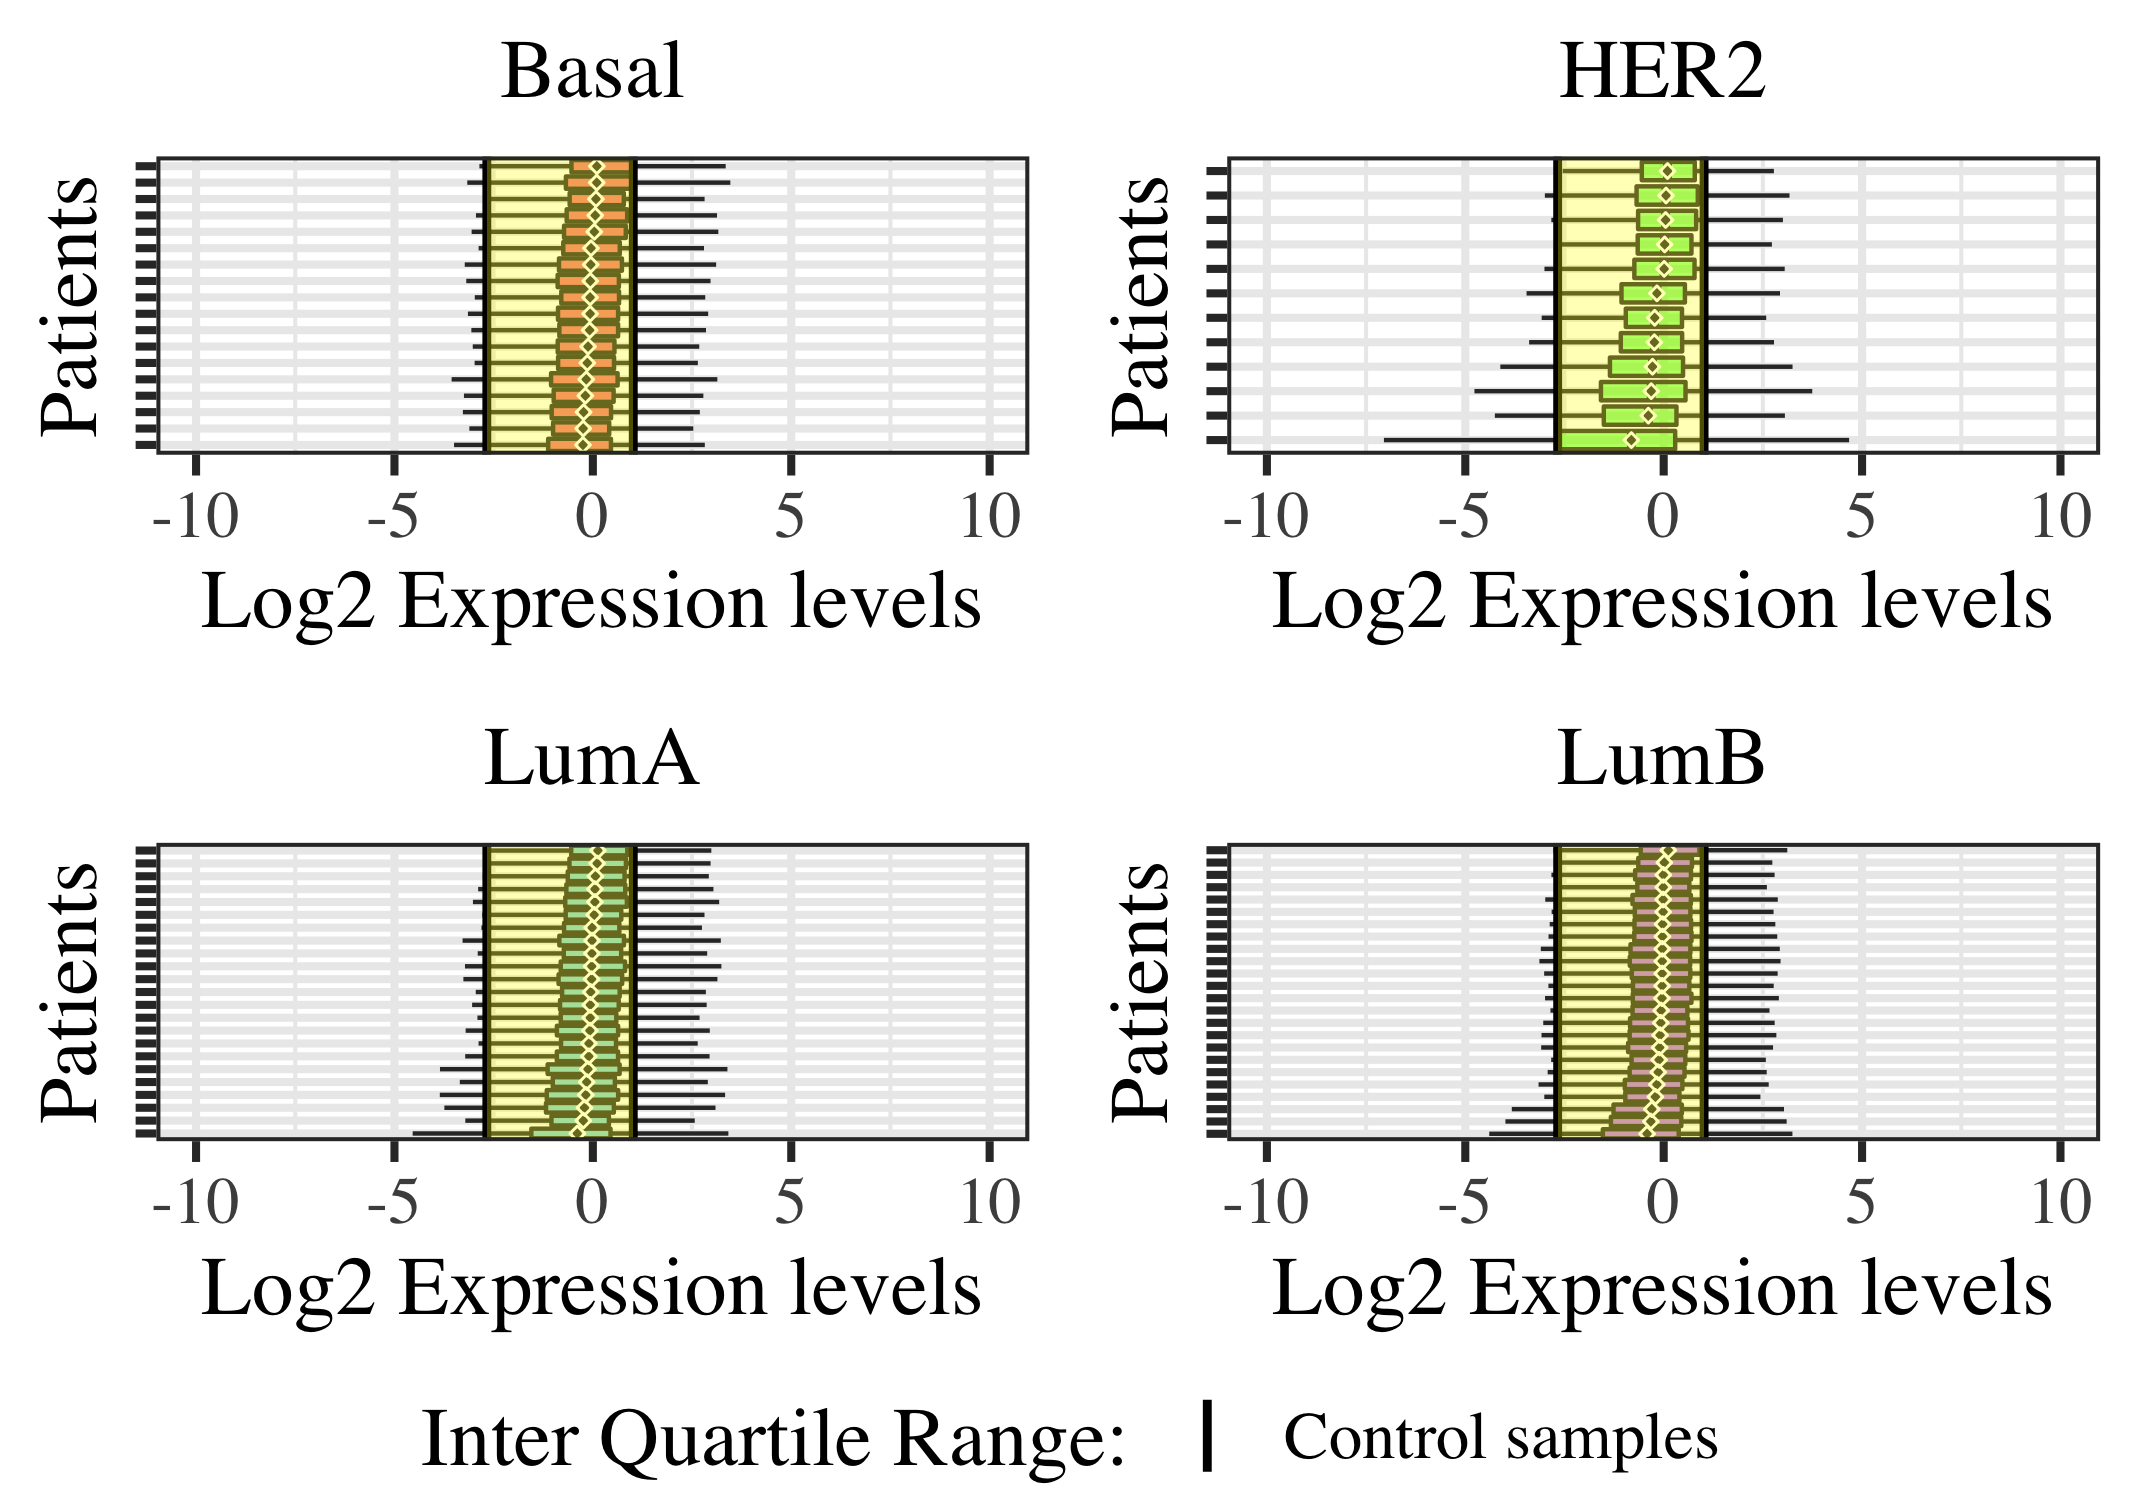 Basal
HER2
Patients
Patients
-10 -5 0 5 10
-10 -5 0 5 10
Log2 Expression levels
Log2 Expression levels
LumA
LumB
Patients
Patients
-10 -5 0 5 10
-10 -5 0 5 10
Log2 Expression levels
Log2 Expression levels
Inter Quartile Range: Control samples